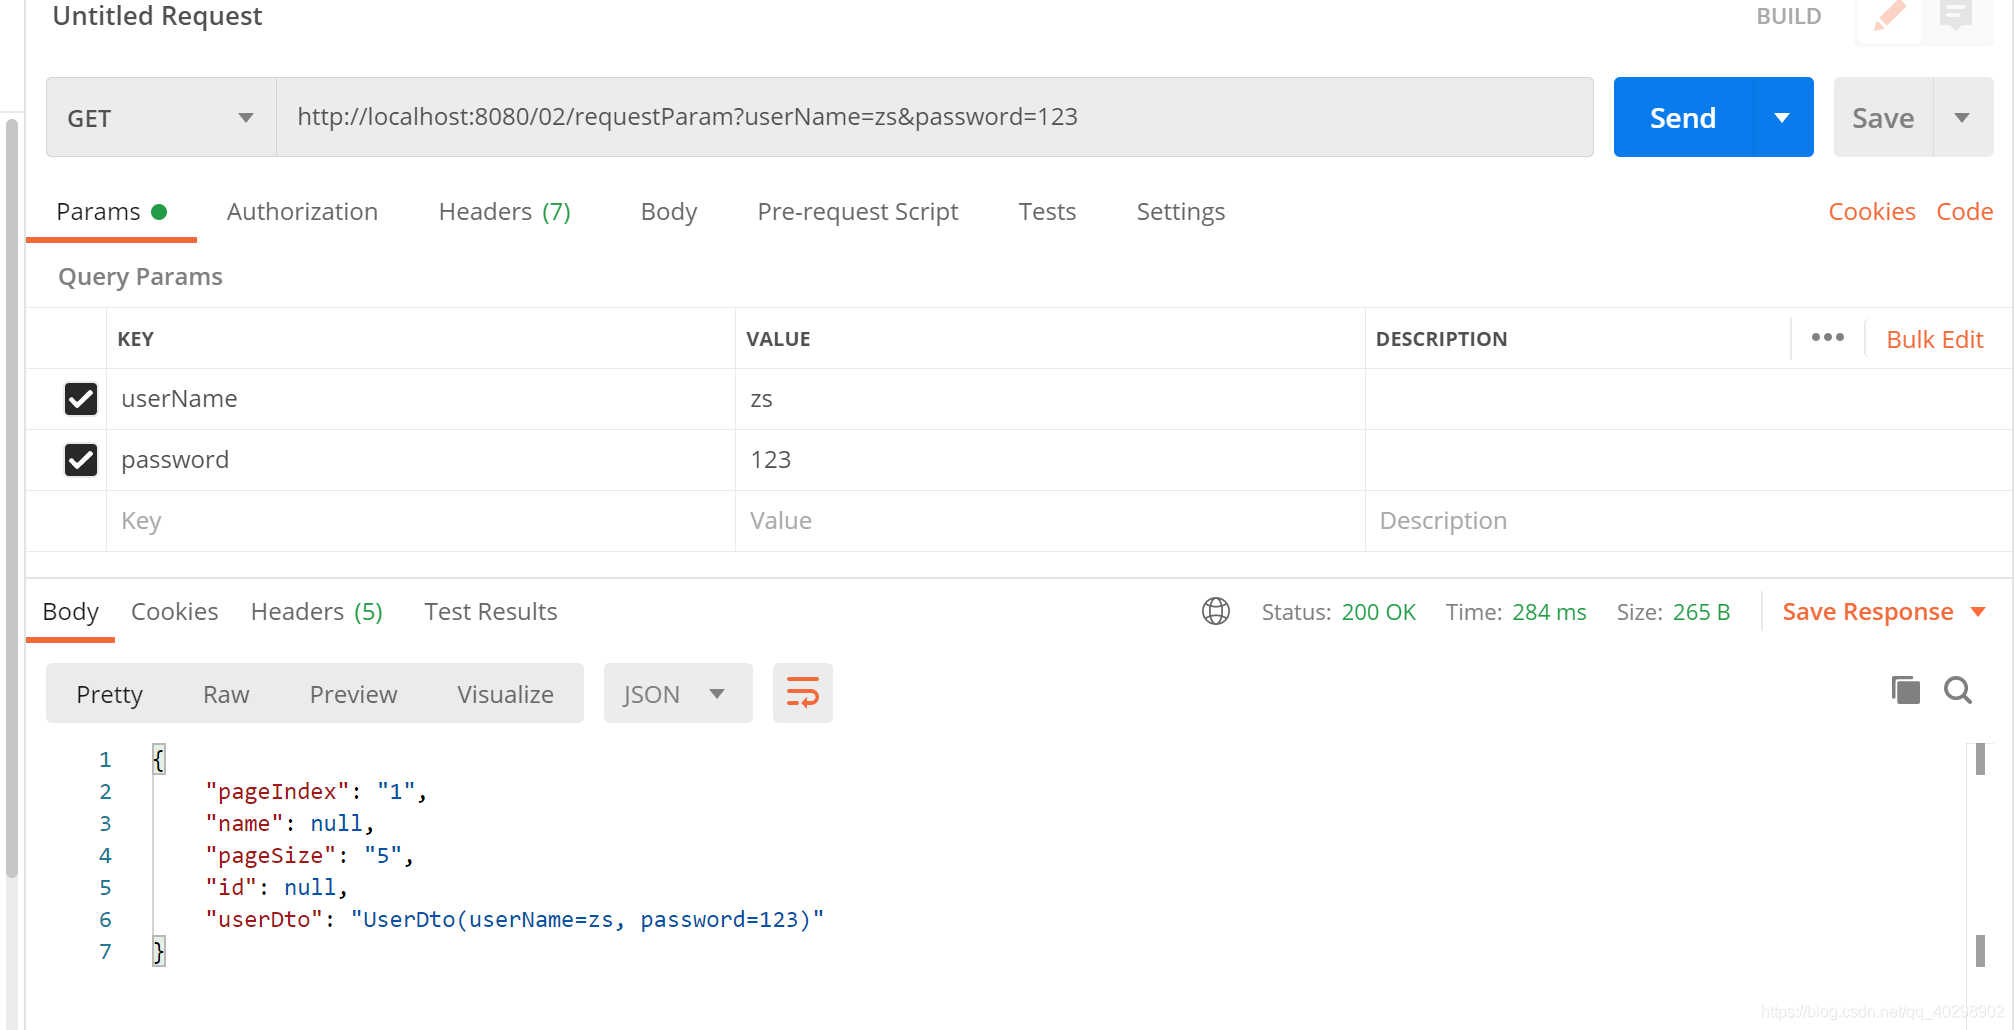 Untitled Request
BUILD
GET
http://localhost:8080/02/requestParam?userName=zs&password=123
Send
Save
Params
Authorization
Headers (7)
Body
Pre-request Script
Tests
Settings
Cookies
Code
Query Params
KEY
VALUE
DESCRIPTION
Bulk Edit
userName
zs
password
123
Key
Value
Description
Body
Cookies
Headers (5)
Test Results
Status: 200 OK
Time: 284 ms
Size: 265 B
Save Response
Pretty
Raw
Preview
Visualize
JSON
1 {
2 "pageIndex": "1",
3 "name": null,
4 "pageSize": "5",
5 "id": null,
6 "userDto": "UserDto(userName=zs, password=123)"
7 }
https://blog.csdn.net/qq_40298902